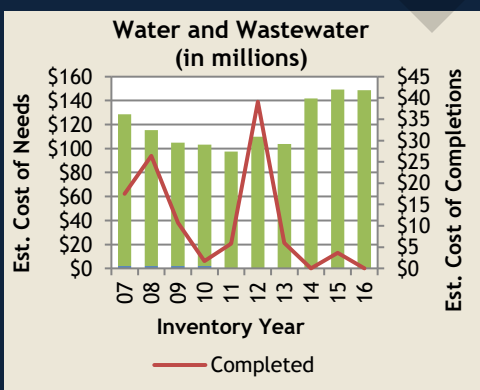 Water and Wastewater
(in millions)
Est. Cost of Needs
$160
$140
$120
$100
$80
$60
$40
$20
$0
$45
$40
$35
$30
$25
$20
$15
$10
$5
$0
Est. Cost of Completions
07 08 09 10 11 12 13 14 15 16
Inventory Year
Completed